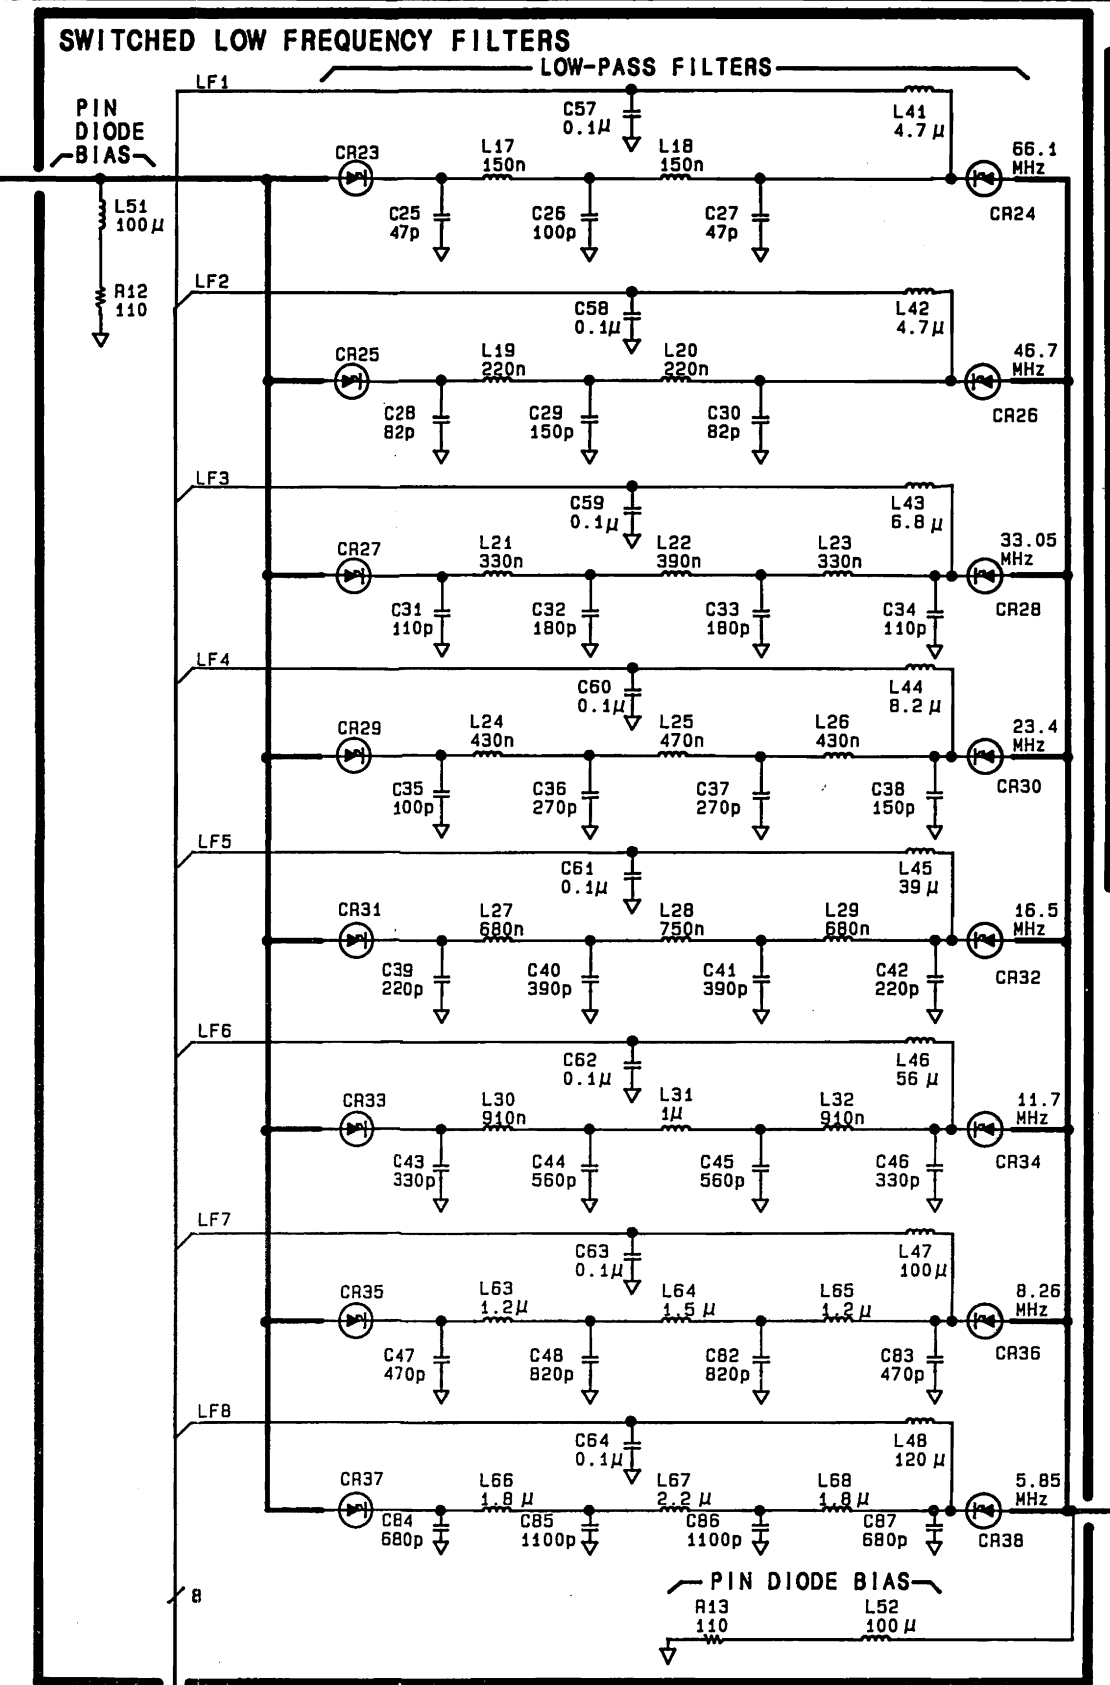 SWITCHED LOW FREQUENCY FILTERS
LOW-PASS FILTERS
PIN
DIODE
BIAS
L51
100μ
R12
110
LF1
C57
0.1μ
L41
4.7μ
CR23
L17
150n
L18
150n
66.1
MHz
C25
47p
C26
100p
C27
47p
CR24
LF2
C58
0.1μ
L42
4.7μ
CR25
L19
220n
L20
220n
46.7
MHz
C28
82p
C29
150p
C30
82p
CR26
LF3
C59
0.1μ
L43
6.8μ
CR27
L21
330n
L22
390n
L23
330n
33.05
MHz
C31
110p
C32
180p
C33
180p
C34
110p
CR28
LF4
C60
0.1μ
L44
8.2μ
CR29
L24
430n
L25
470n
L26
430n
23.4
MHz
C35
100p
C36
270p
C37
270p
C38
150p
CR30
LF5
C61
0.1μ
L45
39μ
CR31
L27
680n
L28
750n
L29
680n
16.5
MHz
C39
220p
C40
390p
C41
390p
C42
220p
CR32
LF6
C62
0.1μ
L46
56μ
CR33
L30
910n
L31
1μ
L32
910n
11.7
MHz
C43
330p
C44
560p
C45
560p
C46
330p
CR34
LF7
C63
0.1μ
L47
100μ
CR35
L63
1.2μ
L64
1.5μ
L65
1.2μ
8.26
MHz
C47
470p
C48
820p
C82
820p
C83
470p
CR36
LF8
C64
0.1μ
L48
120μ
CR37
L66
1.8μ
L67
2.2μ
L68
1.8μ
5.85
MHz
C84
680p
C85
1100p
C86
1100p
C87
680p
CR38
8
PIN DIODE BIAS
R13
110
L52
100μ